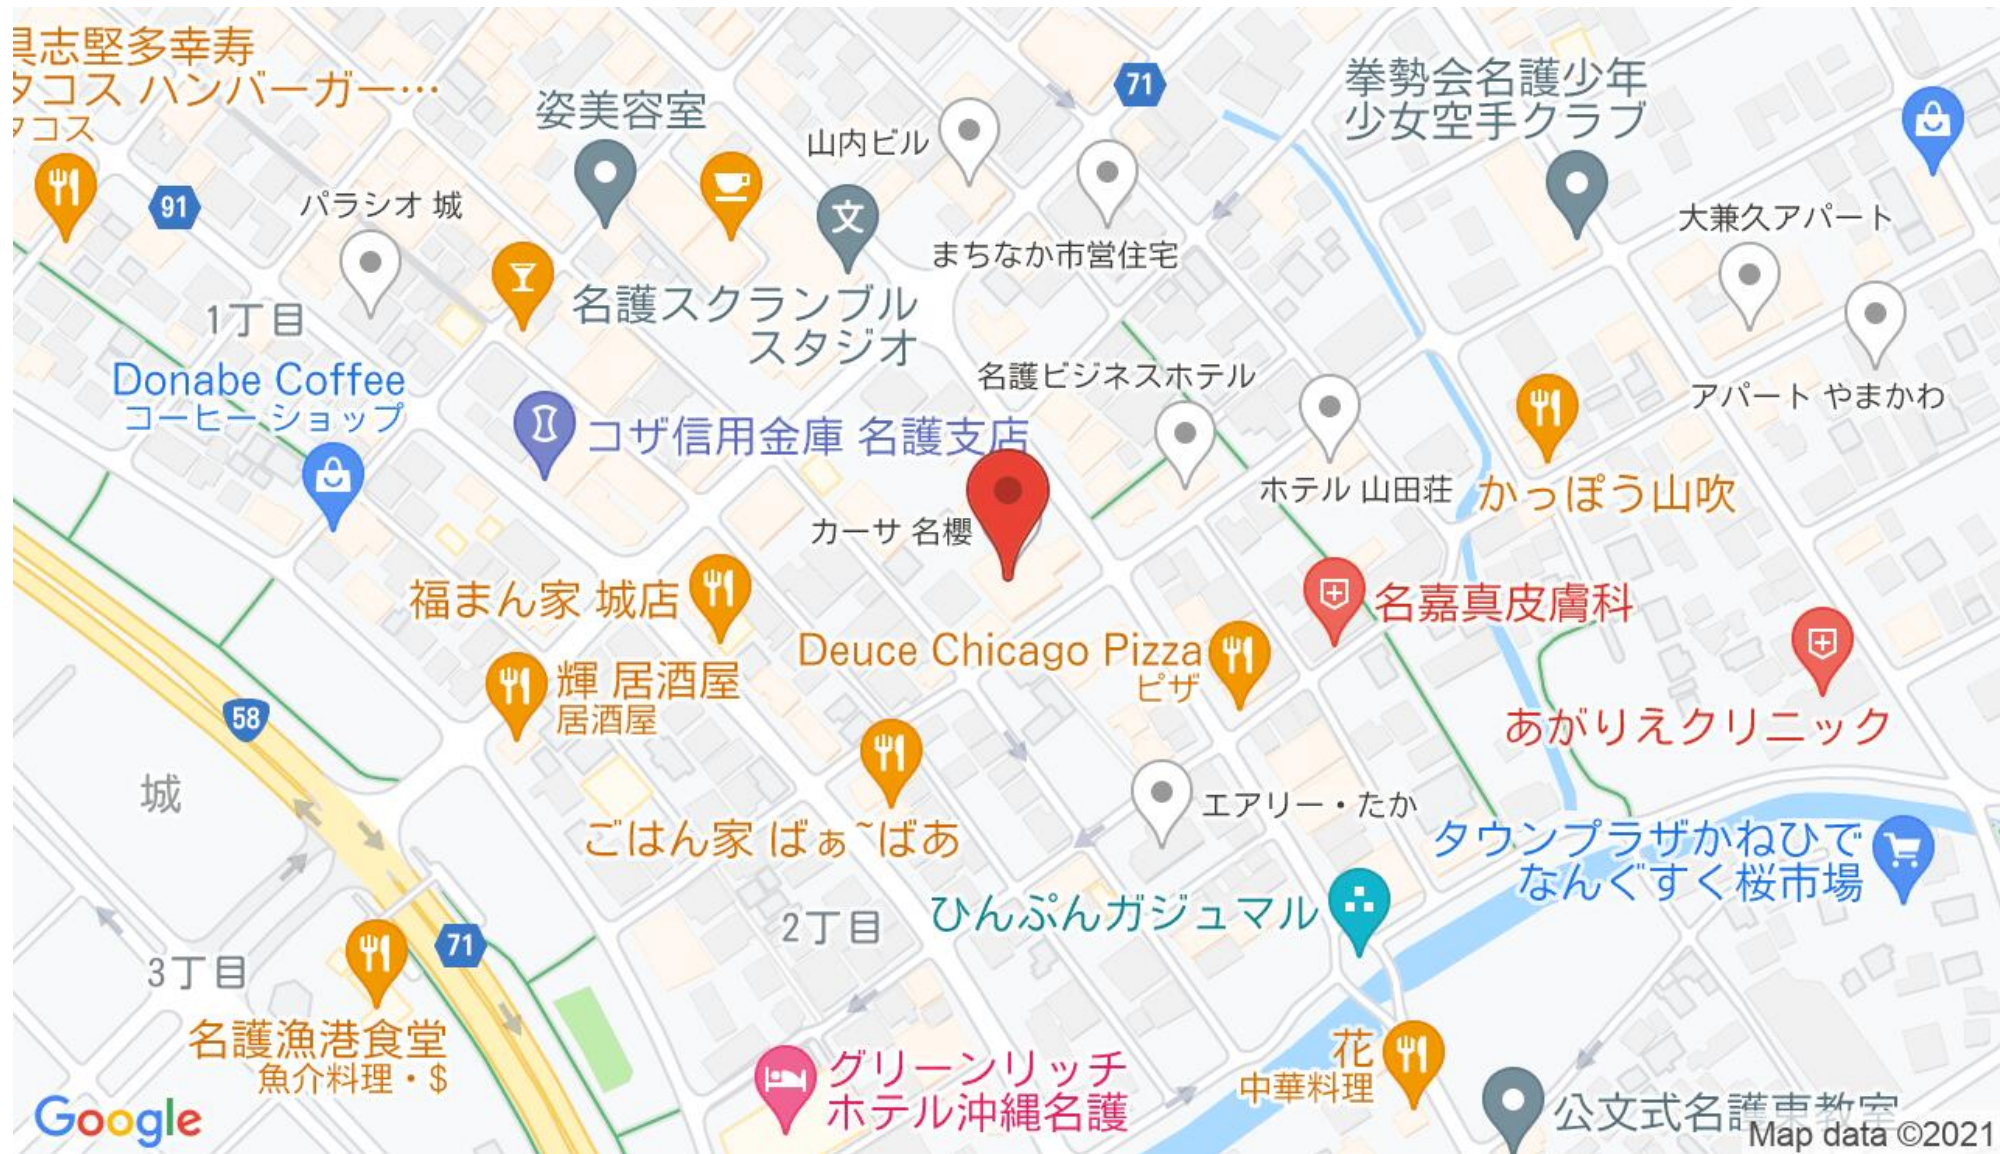 具志堅多幸寿
タコス ハンバーガー…
タコス
姿美容室
71
拳勢会名護少年
少女空手クラブ
山内ビル
91
パラシオ 城
文
まちなか市営住宅
大兼久アパート
1丁目
名護スクランブル
スタジオ
Donabe Coffee
コーヒー ショップ
名護ビジネスホテル
アパート やまかわ
コザ信用金庫 名護支店
ホテル 山田荘
かっぽう山吹
カーサ 名櫻
福まん家 城店
名嘉真皮膚科
Deuce Chicago Pizza
ピザ
輝 居酒屋
居酒屋
58
あがりえクリニック
城
エアリー・たか
ごはん家 ばぁ~ばあ
タウンプラザかねひで
なんぐすく桜市場
2丁目
ひんぷんガジュマル
71
3丁目
名護漁港食堂
魚介料理・$
グリーンリッチ
ホテル沖縄名護
花
中華料理
公文式名護東教室
Google
Map data ©2021